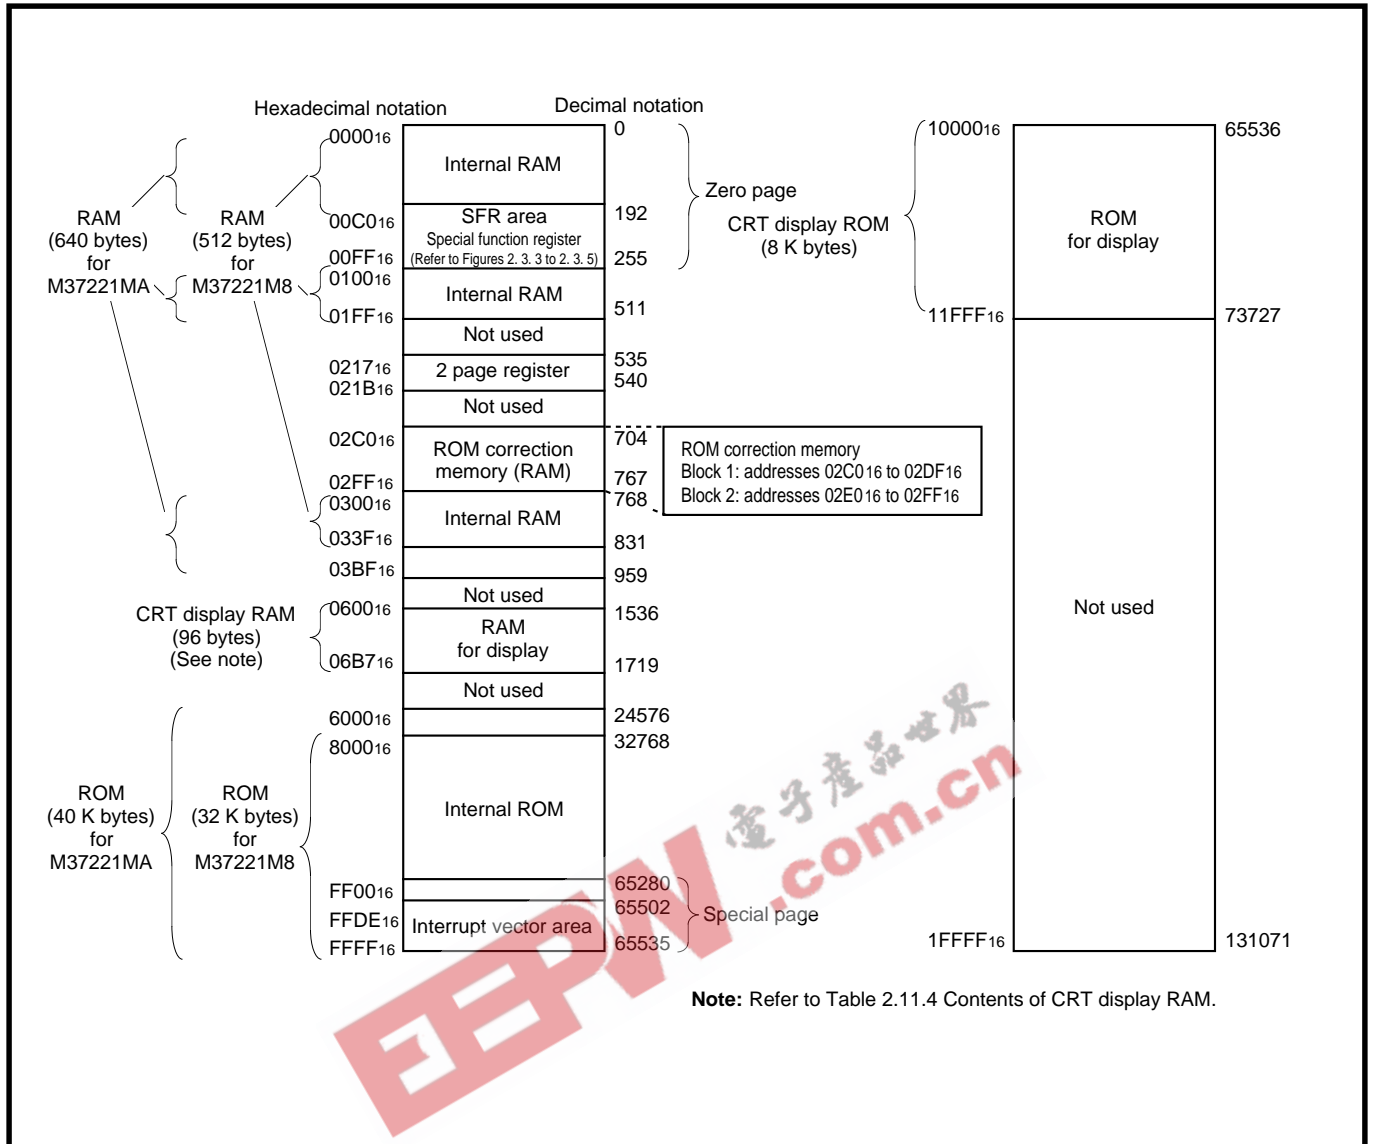 Hexadecimal notation
Decimal notation
0000₁₆
0
Internal RAM
00C0₁₆
192
SFR area
Special function register
(Refer to Figures 2. 3. 3 to 2. 3. 5)
00FF₁₆
255
Zero page
0100₁₆
Internal RAM
01FF₁₆
511
Not used
0217₁₆
535
2 page register
021B₁₆
540
Not used
02C0₁₆
704
ROM correction
memory (RAM)
02FF₁₆
767
0300₁₆
768
Internal RAM
033F₁₆
831
03BF₁₆
959
Not used
0600₁₆
1536
RAM
for display
06B7₁₆
1719
Not used
6000₁₆
24576
8000₁₆
32768
Internal ROM
FF00₁₆
65280
FFDE₁₆
65502
Interrupt vector area
FFFF₁₆
65535
Special page
RAM
(640 bytes)
for
M37221MA
RAM
(512 bytes)
for
M37221M8
CRT display RAM
(96 bytes)
(See note)
ROM
(40 K bytes)
for
M37221MA
ROM
(32 K bytes)
for
M37221M8
ROM correction memory
Block 1: addresses 02C0₁₆ to 02DF₁₆
Block 2: addresses 02E0₁₆ to 02FF₁₆
CRT display ROM
(8 K bytes)
10000₁₆
65536
ROM
for display
11FFF₁₆
73727
Not used
1FFFF₁₆
131071
Note: Refer to Table 2.11.4 Contents of CRT display RAM.
EEPW
電子產品世界
.com.cn